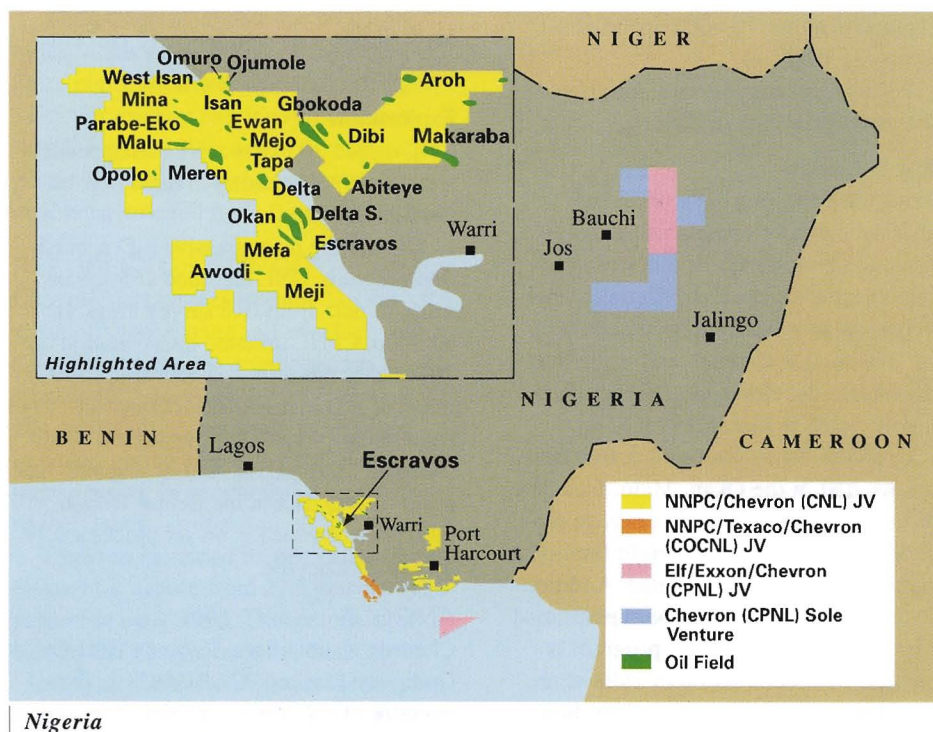 NIGER
Omuro
Ojumole
West Isan
Aroh
Mina
Isan
Gbokoda
Parabe-Eko
Ewan
Dibi
Makaraba
Malu
Mejo
Tapa
Opolo
Meren
Delta
Abiteye
Okan
Delta S.
Warri
Mefa
Escravos
Awodi
Meji
Highlighted Area
Bauchi
Jos
Jalingo
NIGERIA
BENIN
CAMEROON
Lagos
Escravos
Warri
Port
Harcourt
NNPC/Chevron (CNL) JV
NNPC/Texaco/Chevron
(COCNL) JV
Elf/Exxon/Chevron
(CPNL) JV
Chevron (CPNL) Sole
Venture
Oil Field
Nigeria